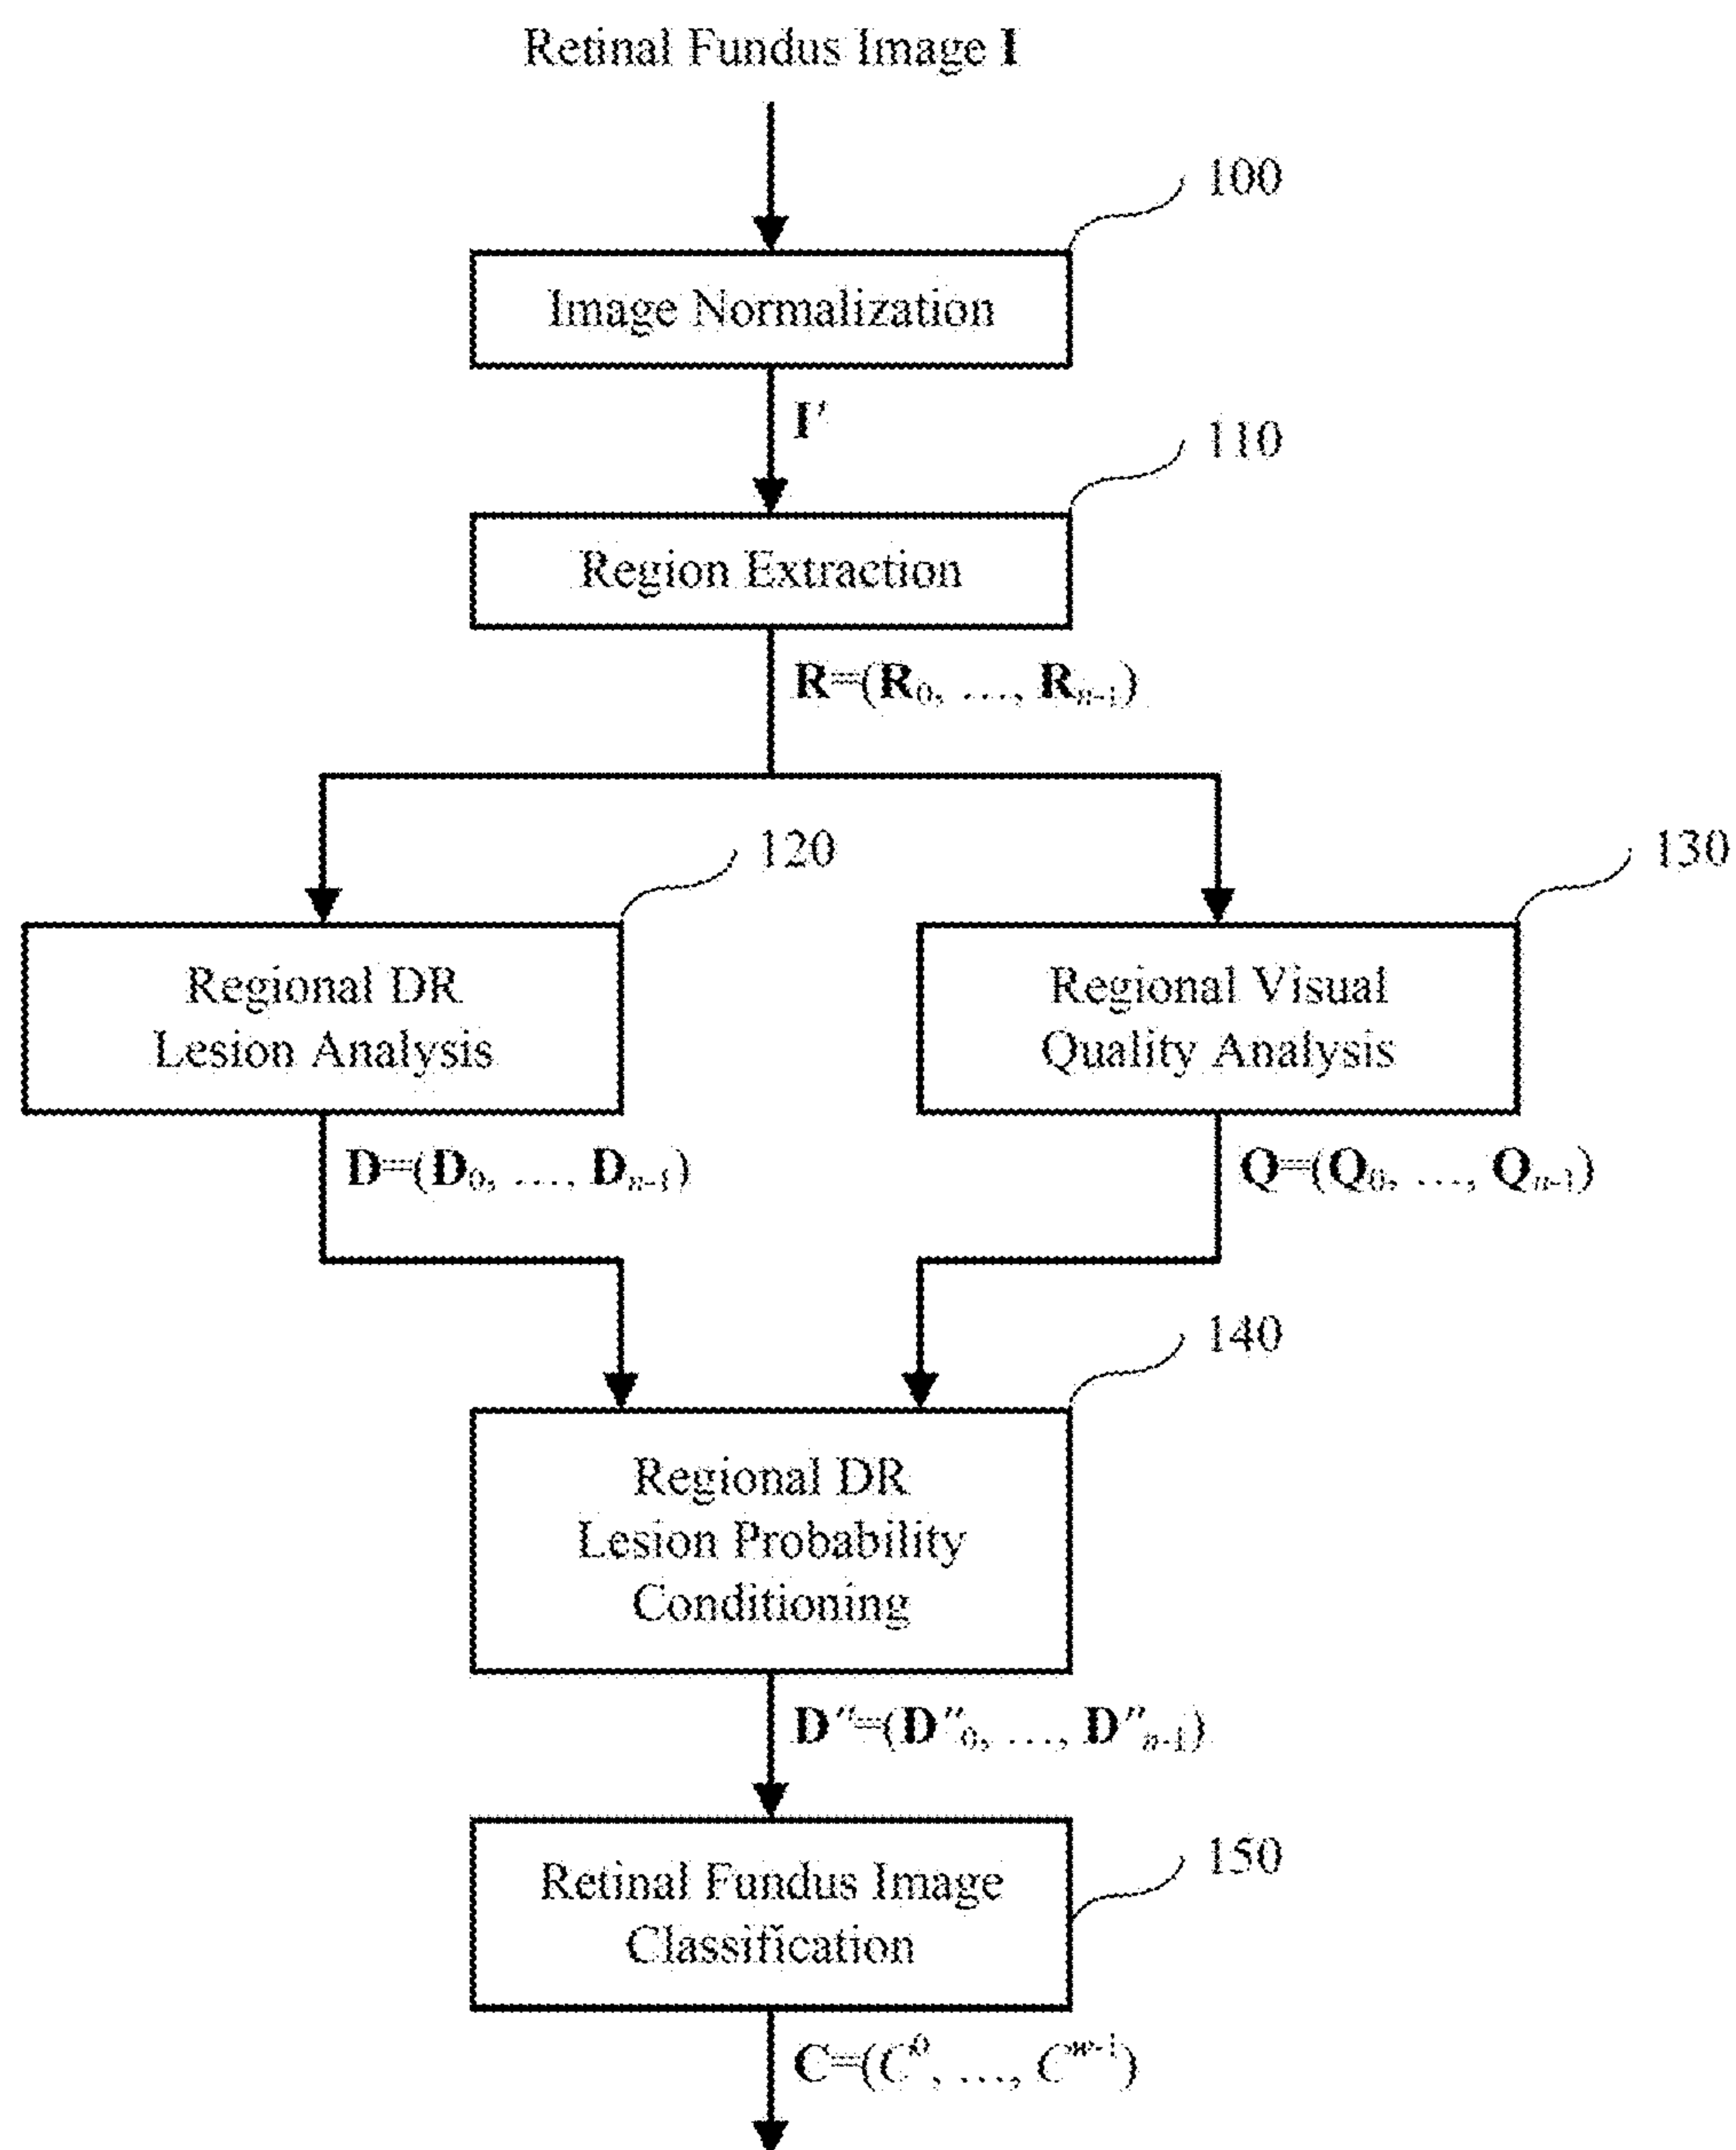 Retinal Fundus Image I
100
Image Normalization
I'
110
Region Extraction
R=(R0, …, Rn-1)
120
130
Regional DR
Lesion Analysis
Regional Visual
Quality Analysis
D=(D0, …, Dn-1)
Q=(Q0, …, Qn-1)
140
Regional DR
Lesion Probability
Conditioning
D"=(D"0, …, D"n-1)
150
Retinal Fundus Image
Classification
C=(C0, …, Cw-1)